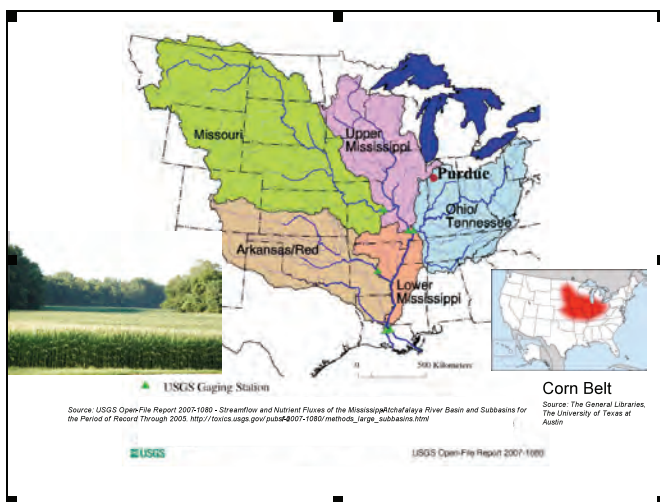 Missouri
Upper
Mississippi
Purdue
Ohio/
Tennessee
Arkansas/Red
Lower
Mississippi
0 500 Kilometers
USGS Gaging Station
Corn Belt
Source: The General Libraries,
The University of Texas at
Austin
Source: USGS Open-File Report 2007-1080 - Streamflow and Nutrient Fluxes of the Mississippi-Atchafalaya River Basin and Subbasins for
the Period of Record Through 2005. http://toxics.usgs.gov/pubs/of-2007-1080/methods_large_subbasins.html
USGS
USGS Open-File Report 2007-1080